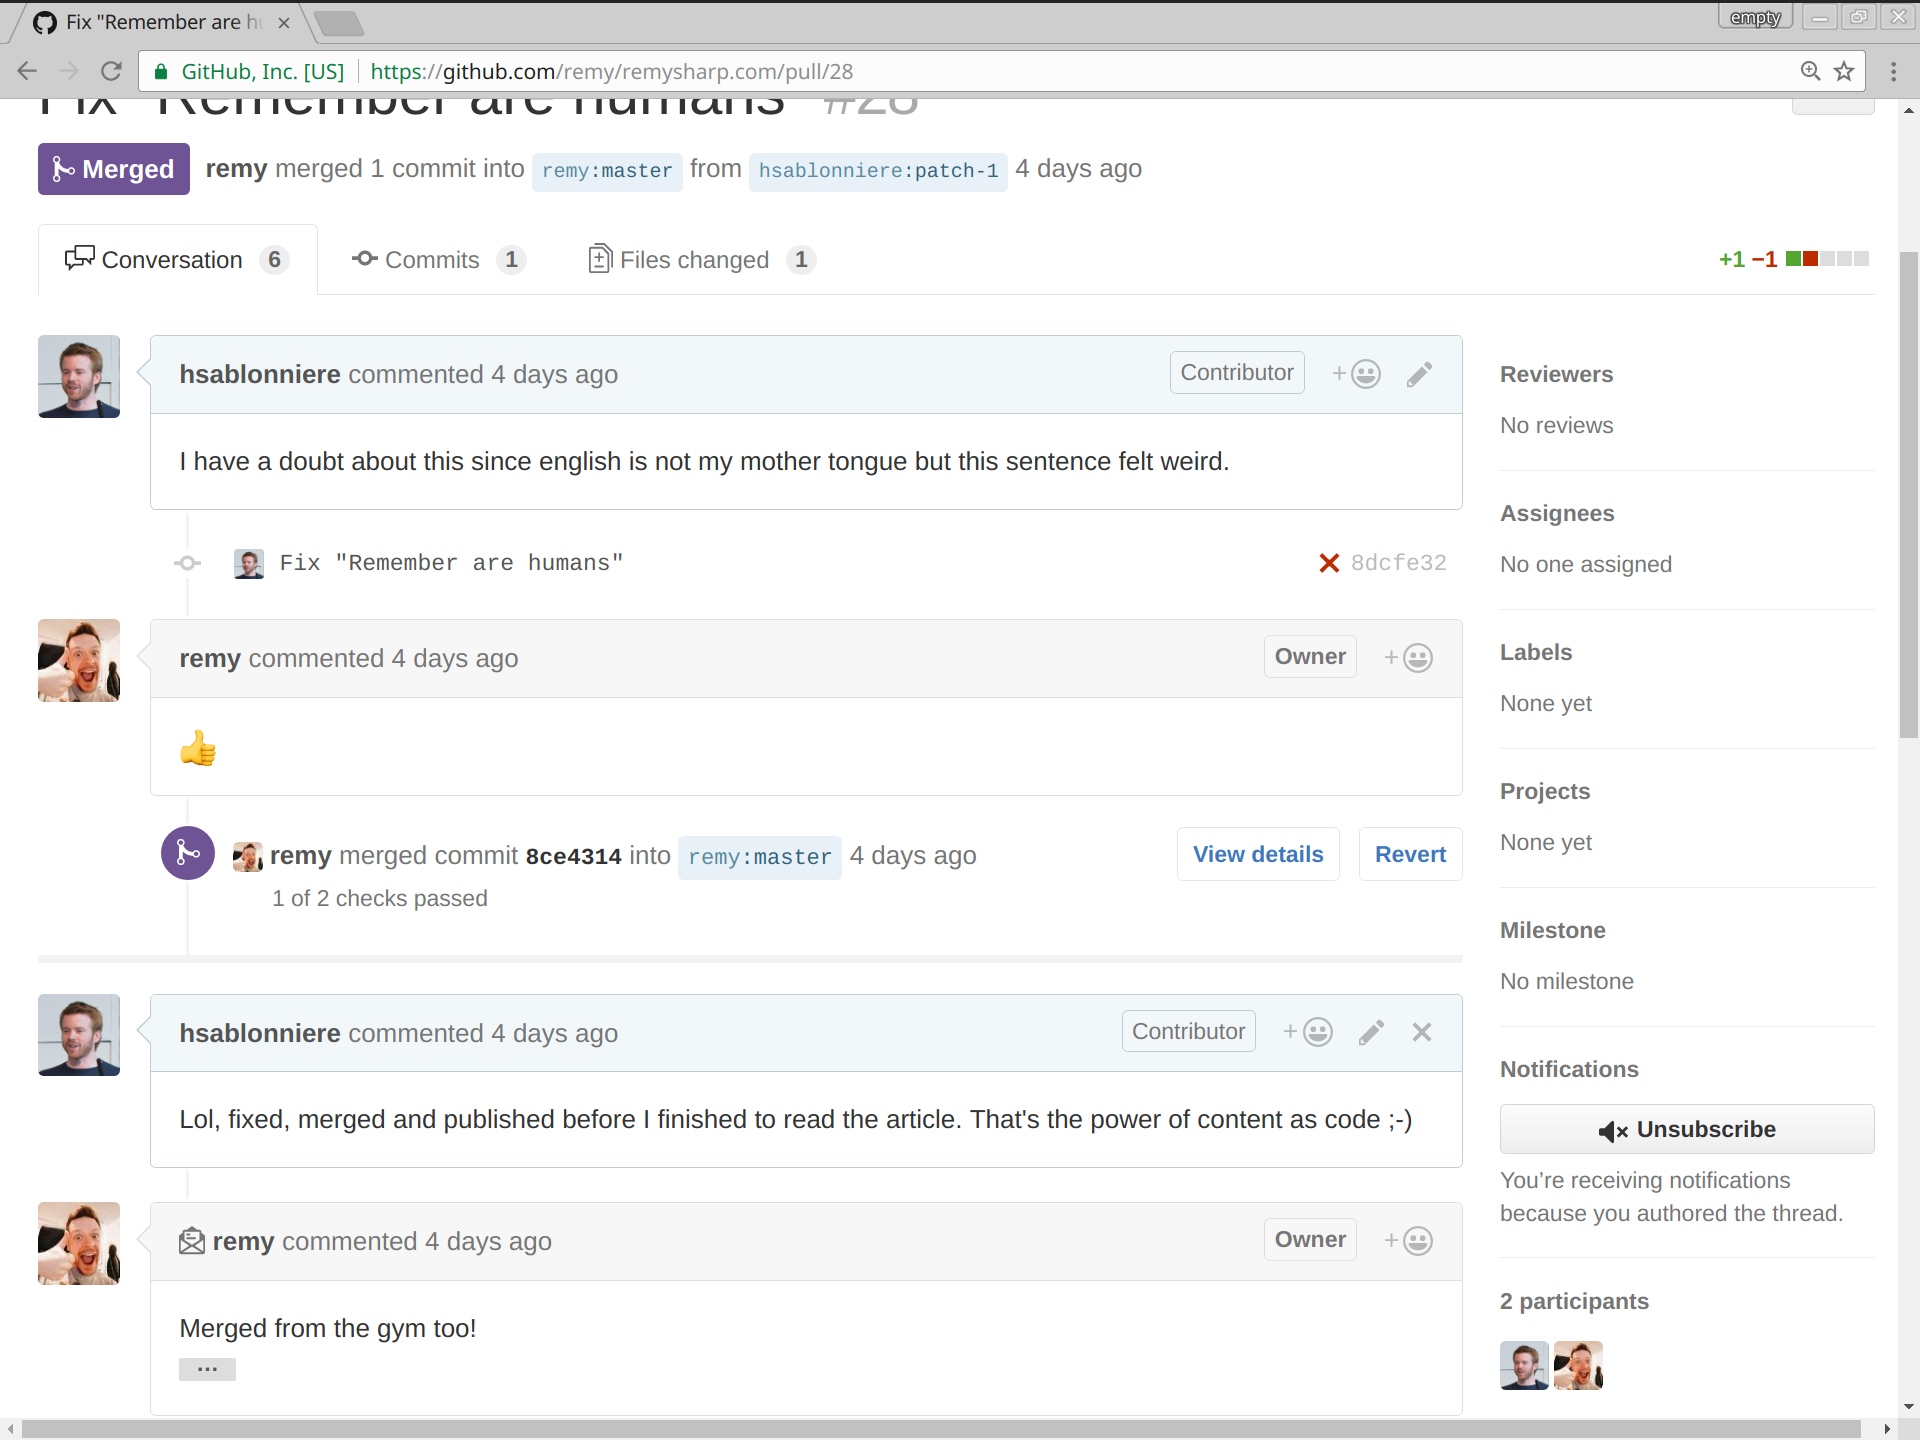 Fix "Remember are hu
empty
GitHub, Inc. [US] https://github.com/remy/remysharp.com/pull/28
Fix "Remember are humans" #28
Merged remy merged 1 commit into remy:master from hsablonniere:patch-1 4 days ago
Conversation 6 Commits 1 Files changed 1 +1 −1
hsablonniere commented 4 days ago Contributor +
I have a doubt about this since english is not my mother tongue but this sentence felt weird.
Fix "Remember are humans" 8dcfe32
remy commented 4 days ago Owner +
👍
remy merged commit 8ce4314 into remy:master 4 days ago View details Revert
1 of 2 checks passed
hsablonniere commented 4 days ago Contributor +
Lol, fixed, merged and published before I finished to read the article. That's the power of content as code ;-)
remy commented 4 days ago Owner +
Merged from the gym too!
...
Reviewers
No reviews
Assignees
No one assigned
Labels
None yet
Projects
None yet
Milestone
No milestone
Notifications
Unsubscribe
You’re receiving notifications
because you authored the thread.
2 participants